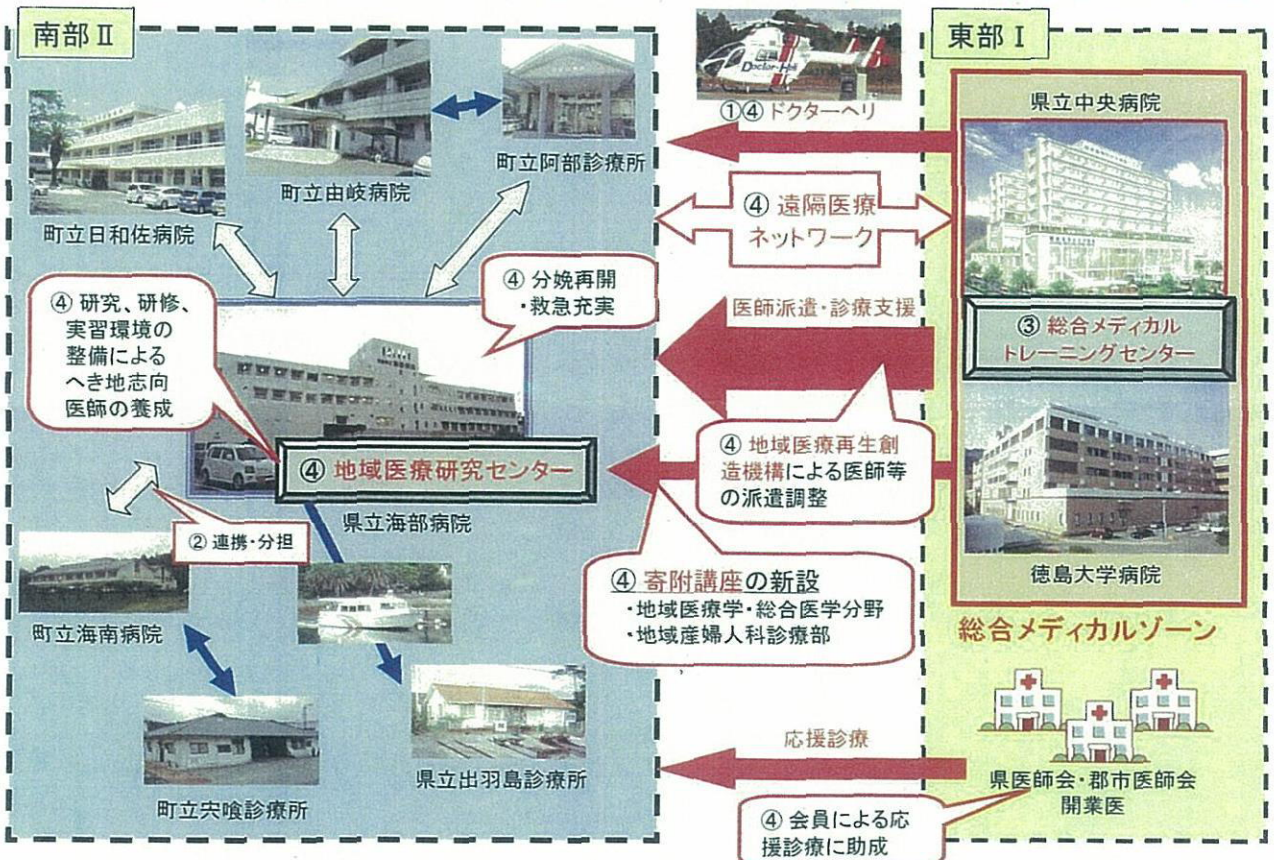 南部Ⅱ
町立日和佐病院
町立由岐病院
町立阿部診療所
④ 研究、研修、
実習環境の
整備による
へき地志向
医師の養成
④ 分娩再開
・救急充実
④ 地域医療研究センター
県立海部病院
② 連携・分担
町立海南病院
町立宍喰診療所
県立出羽島診療所
Doctor-Heli
①④ ドクターヘリ
④ 遠隔医療
ネットワーク
医師派遣・診療支援
④ 地域医療再生創
造機構による医師等
の派遣調整
④ 寄附講座の新設
・地域医療学・総合医学分野
・地域産婦人科診療部
応援診療
④ 会員による応
援診療に助成
東部Ⅰ
県立中央病院
③ 総合メディカル
トレーニングセンター
徳島大学病院
総合メディカルゾーン
県医師会・郡市医師会
開業医